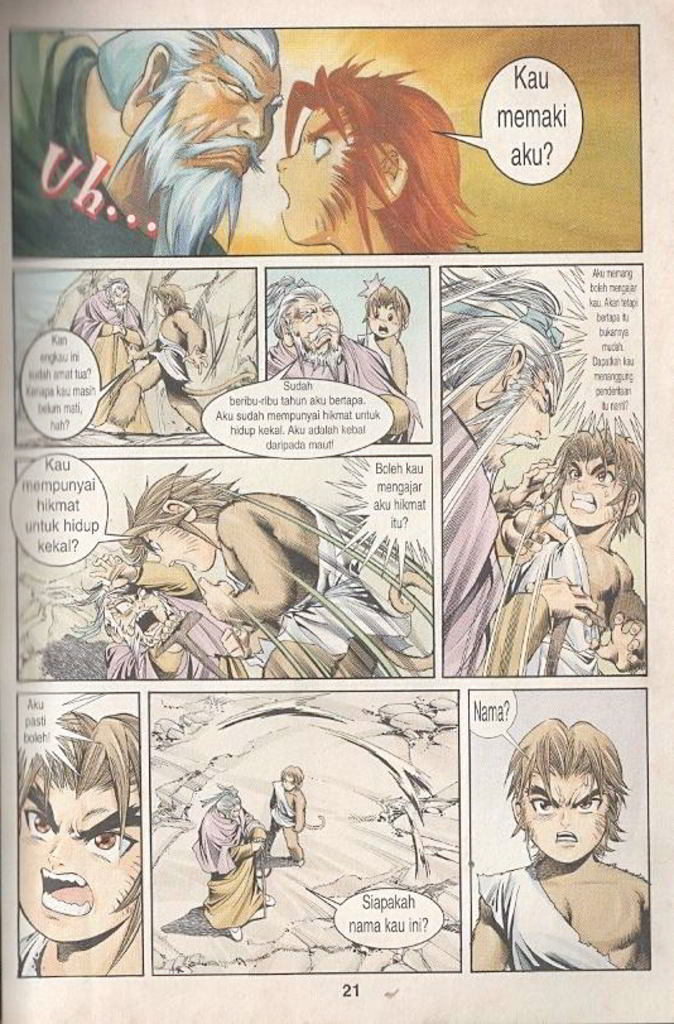 Kau
memaki
aku?
Uh...
Kan
engkau ini
sudah amat tua?
Kenapa kau masih
belum mati,
hah?
Sudah
beribu-ribu tahun aku bertapa.
Aku sudah mempunyai hikmat untuk
hidup kekal. Aku adalah kebal
daripada maut!
Kau
mempunyai
hikmat
untuk hidup
kekal?
Boleh kau
mengajar
aku hikmat
itu?
Aku memang
boleh mengajar
kau. Akan tetapi
bertapa itu
bukannya
mudah.
Dapatkah kau
menanggung
penderitaan
itu nanti?
Aku
pasti
boleh!
Siapakah
nama kau ini?
Nama?
21